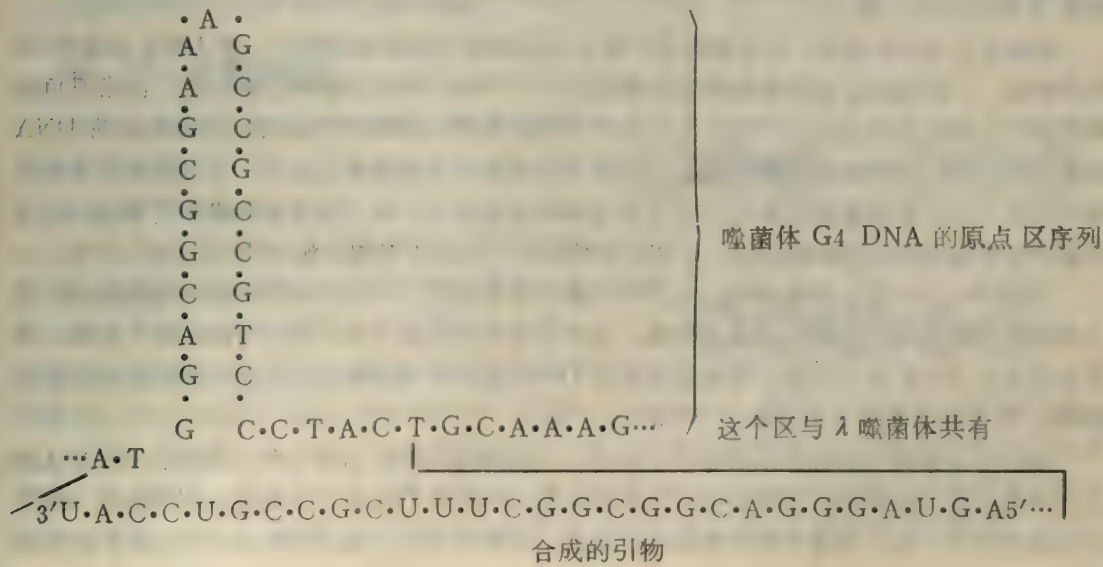 ·A·
A G
A C
G C
C G
G C
G C
噬菌体 G4 DNA 的原点区序列
C G
A T
G C
G C·C·T·A·C·T·G·C·A·A·A·G…
这个区与 λ 噬菌体共有
…A·T
3′U·A·C·C·U·G·C·C·G·C·U·U·U·C·G·G·C·G·G·C·A·G·G·G·A·U·G·A5′…
合成的引物